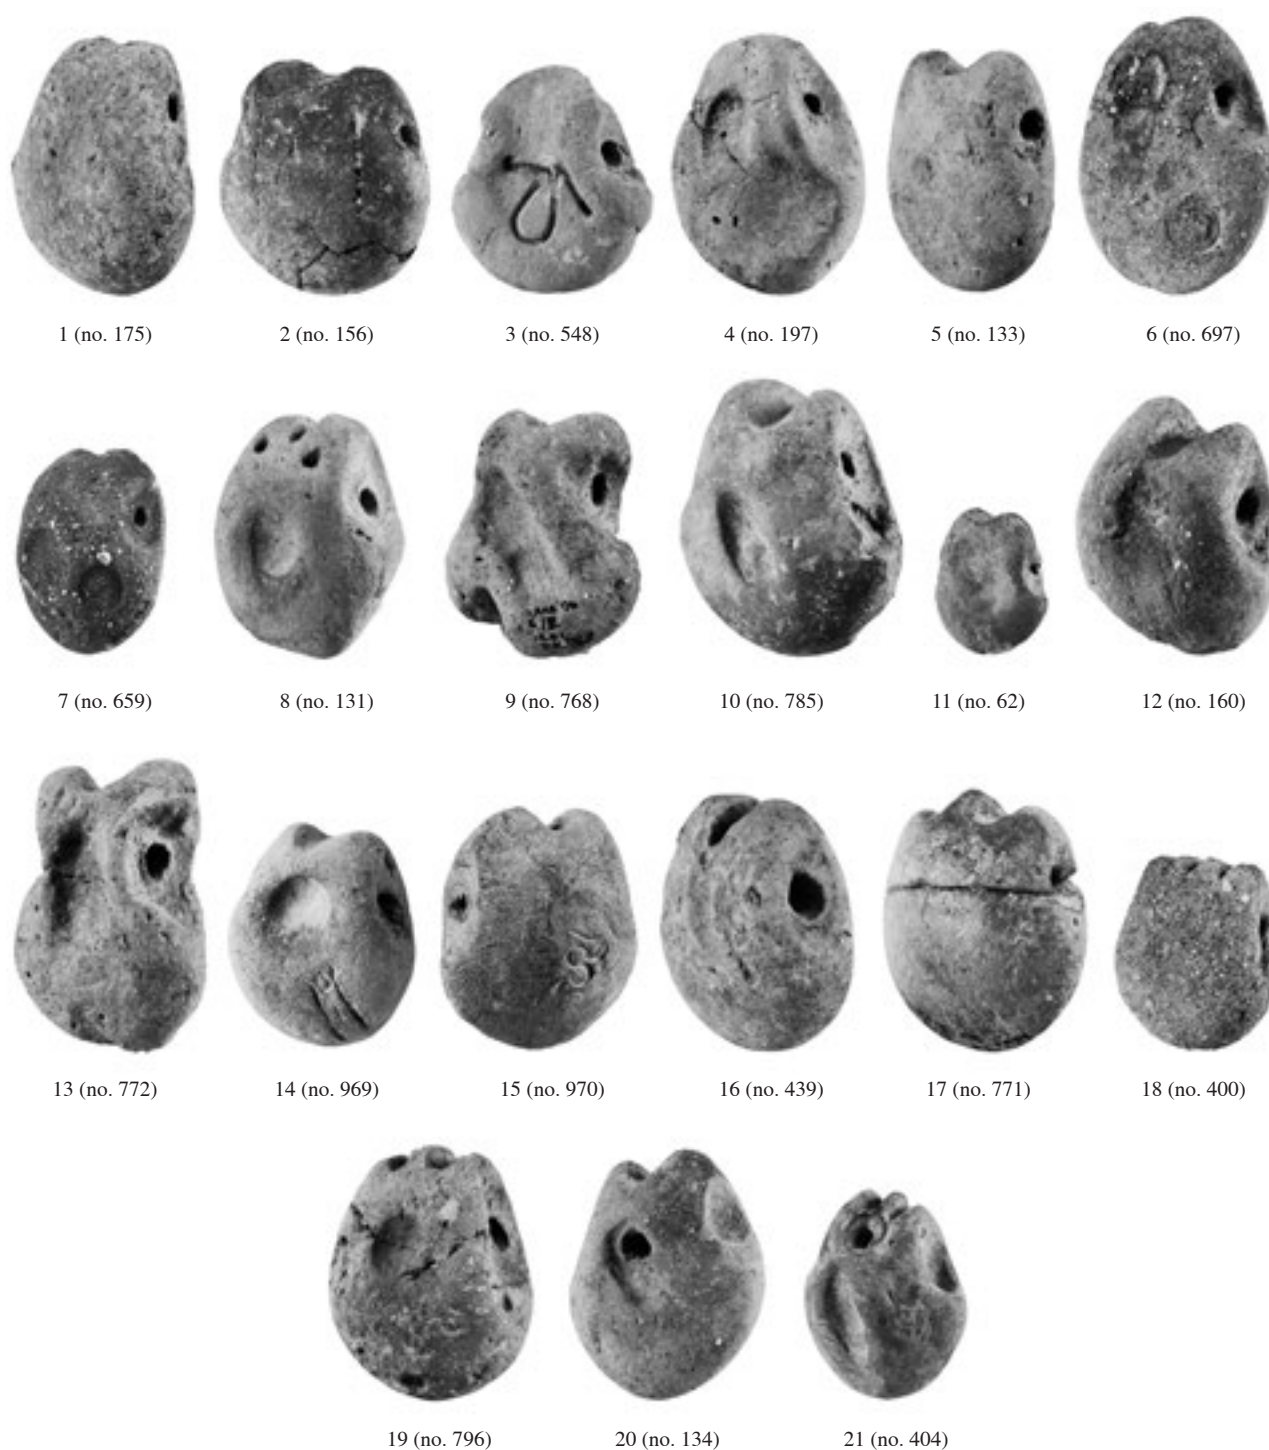 1 (no. 175) 2 (no. 156) 3 (no. 548) 4 (no. 197) 5 (no. 133) 6 (no. 697)
7 (no. 659) 8 (no. 131) 9 (no. 768) 10 (no. 785) 11 (no. 62) 12 (no. 160)
13 (no. 772) 14 (no. 969) 15 (no. 970) 16 (no. 439) 17 (no. 771) 18 (no. 400)
19 (no. 796) 20 (no. 134) 21 (no. 404)